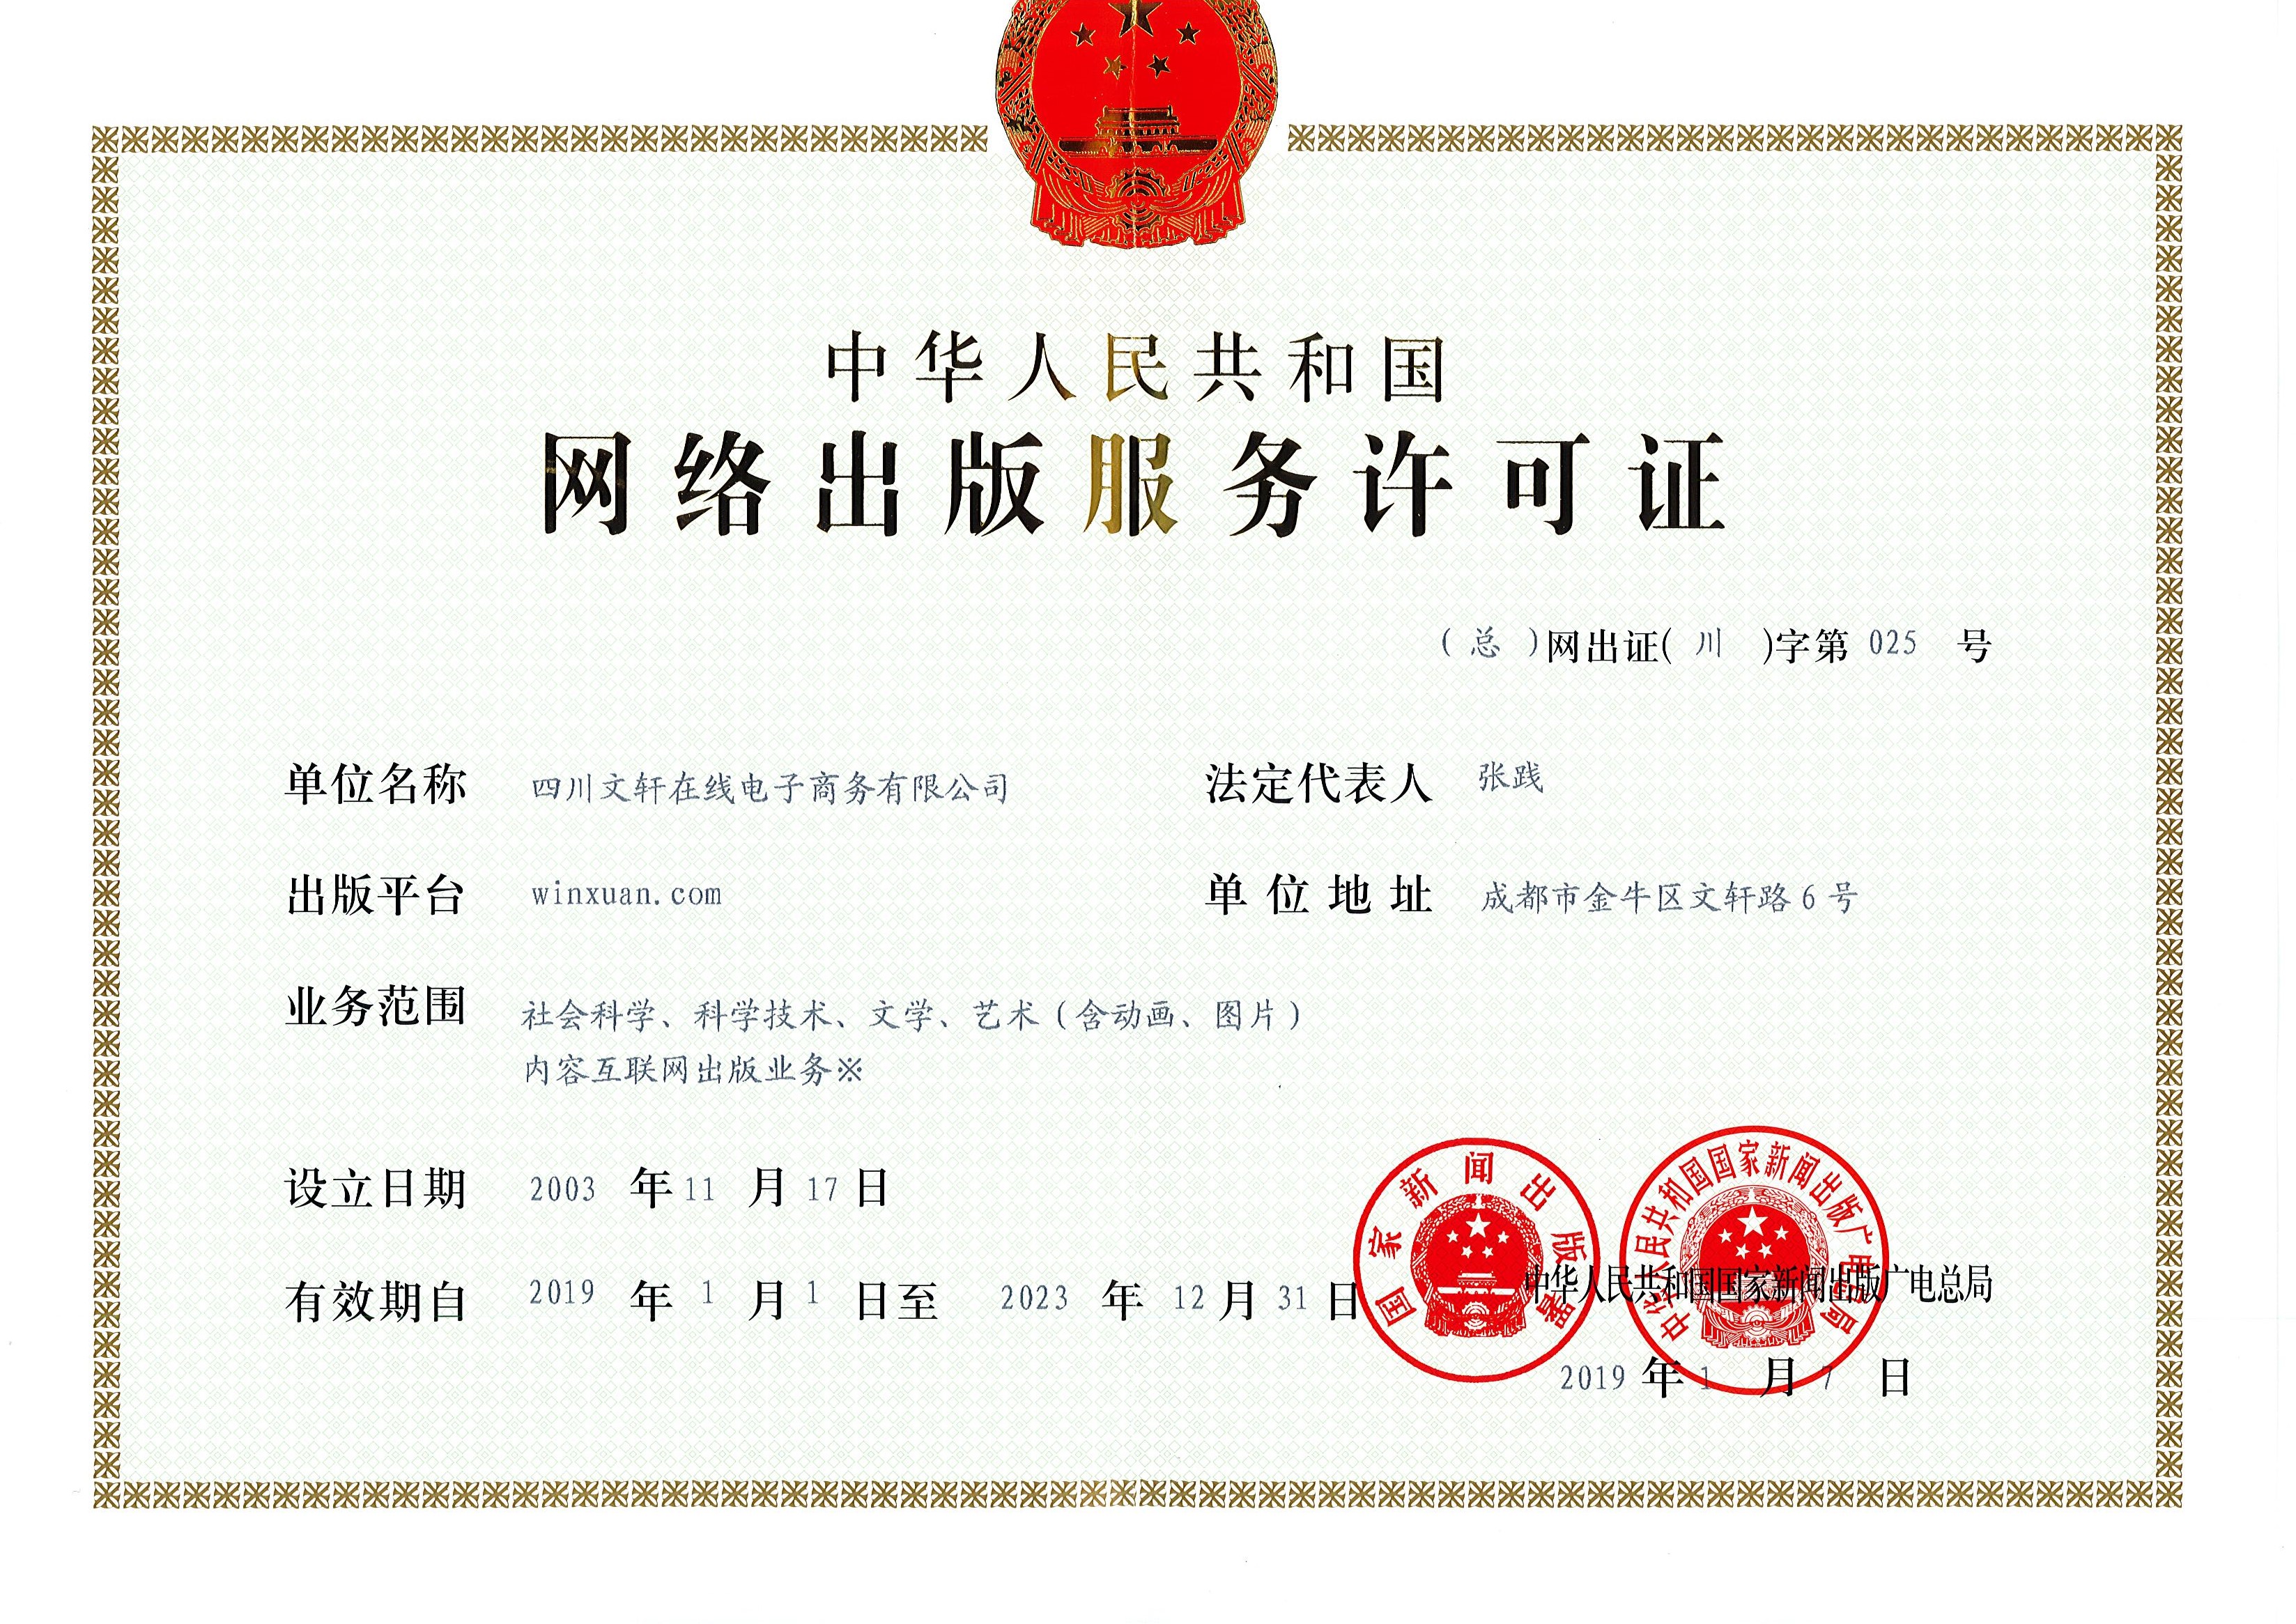 中华人民共和国
网络出版服务许可证
（总）网出证(川)字第 025 号
单位名称 四川文轩在线电子商务有限公司
法定代表人 张践
出版平台 winxuan.com
单位地址 成都市金牛区文轩路6号
业务范围 社会科学、科学技术、文学、艺术（含动画、图片）
内容互联网出版业务※
设立日期 2003 年 11 月 17 日
有效期自 2019 年 1 月 1 日至 2023 年 12 月 31 日
国家新闻出版署
中华人民共和国国家新闻出版广电总局
中华人民共和国国家新闻出版广电总局
2019 年 1 月 7 日